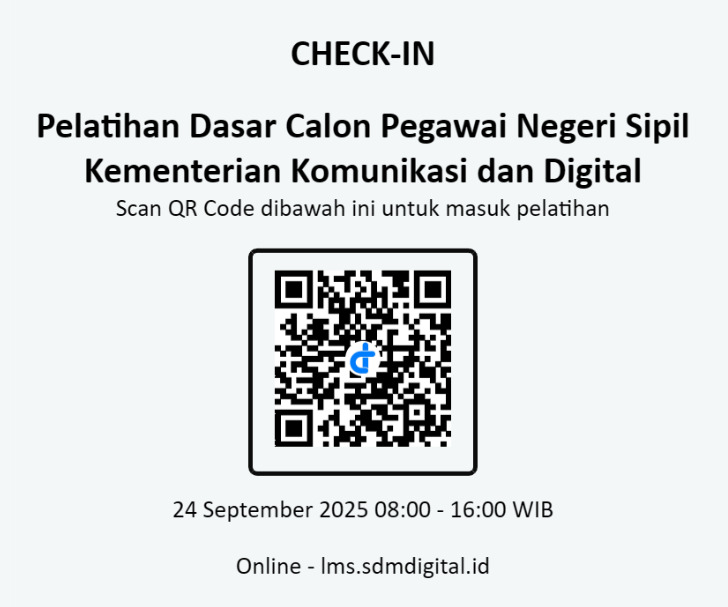 CHECK-IN
Pelatihan Dasar Calon Pegawai Negeri Sipil
Kementerian Komunikasi dan Digital
Scan QR Code dibawah ini untuk masuk pelatihan
24 September 2025 08:00 - 16:00 WIB
Online - lms.sdmdigital.id